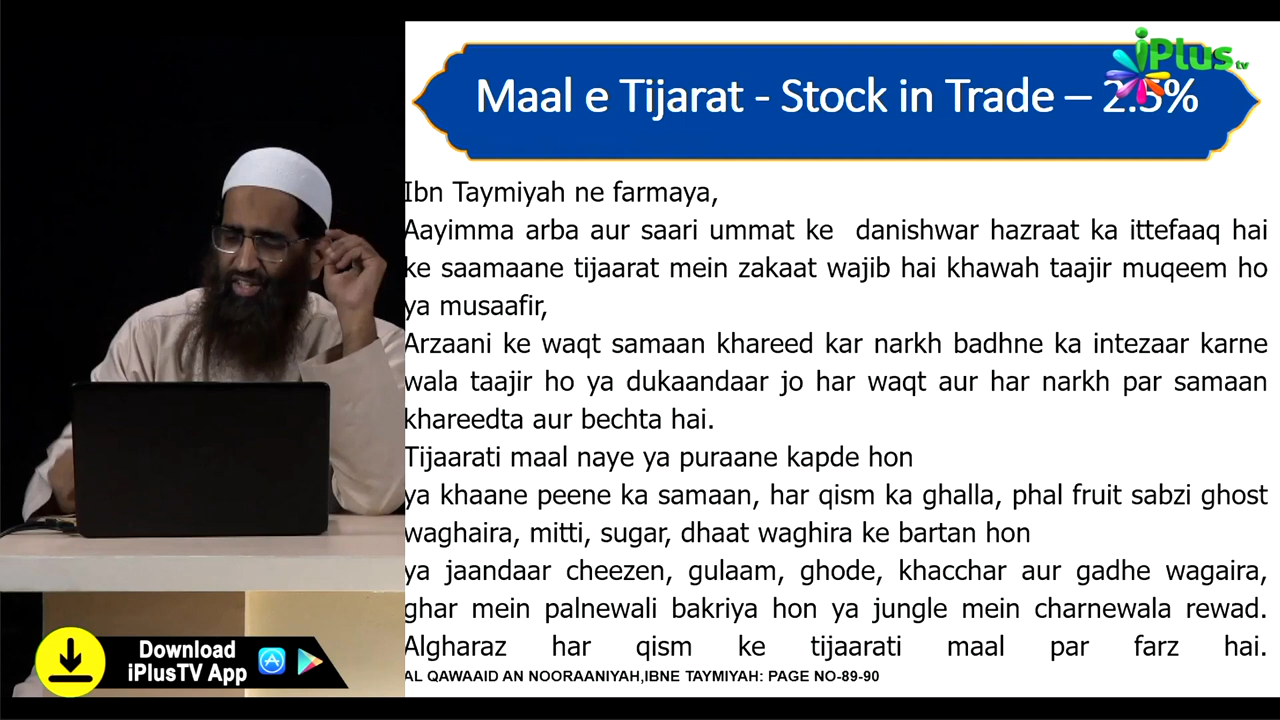 iPlus tv
Maal e Tijarat - Stock in Trade – 2.5%
Ibn Taymiyah ne farmaya,
Aayimma arba aur saari ummat ke danishwar hazraat ka ittefaaq hai
ke saamaane tijaarat mein zakaat wajib hai khawah taajir muqeem ho
ya musaafir,
Arzaani ke waqt samaan khareed kar narkh badhne ka intezaar karne
wala taajir ho ya dukaandaar jo har waqt aur har narkh par samaan
khareedta aur bechta hai.
Tijaarati maal naye ya puraane kapde hon
ya khaane peene ka samaan, har qism ka ghalla, phal fruit sabzi ghost
waghaira, mitti, sugar, dhaat waghira ke bartan hon
ya jaandaar cheezen, gulaam, ghode, khacchar aur gadhe wagaira,
ghar mein palnewali bakriya hon ya jungle mein charnewala rewad.
Algharaz har qism ke tijaarati maal par farz hai.
AL QAWAAID AN NOORAANIYAH,IBNE TAYMIYAH: PAGE NO-89-90
Download
iPlusTV App